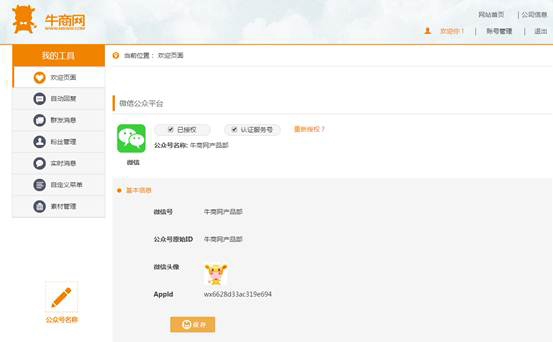 牛商网
WWW.NIUSHOP.COM
网站首页 | 公司信息
欢迎你! | 账号管理 | 退出
我的工具
当前位置: 欢迎页面
欢迎页面
自动回复
群发消息
粉丝管理
实时消息
自定义菜单
素材管理
微信公众平台
已授权 认证服务号 重新授权?
公众号名称: 牛商网产品部
微信
基本信息
微信号 牛商网产品部
公众号原始ID 牛商网产品部
微信头像
AppId wx6628d33ac319e694
保存
公众号名称